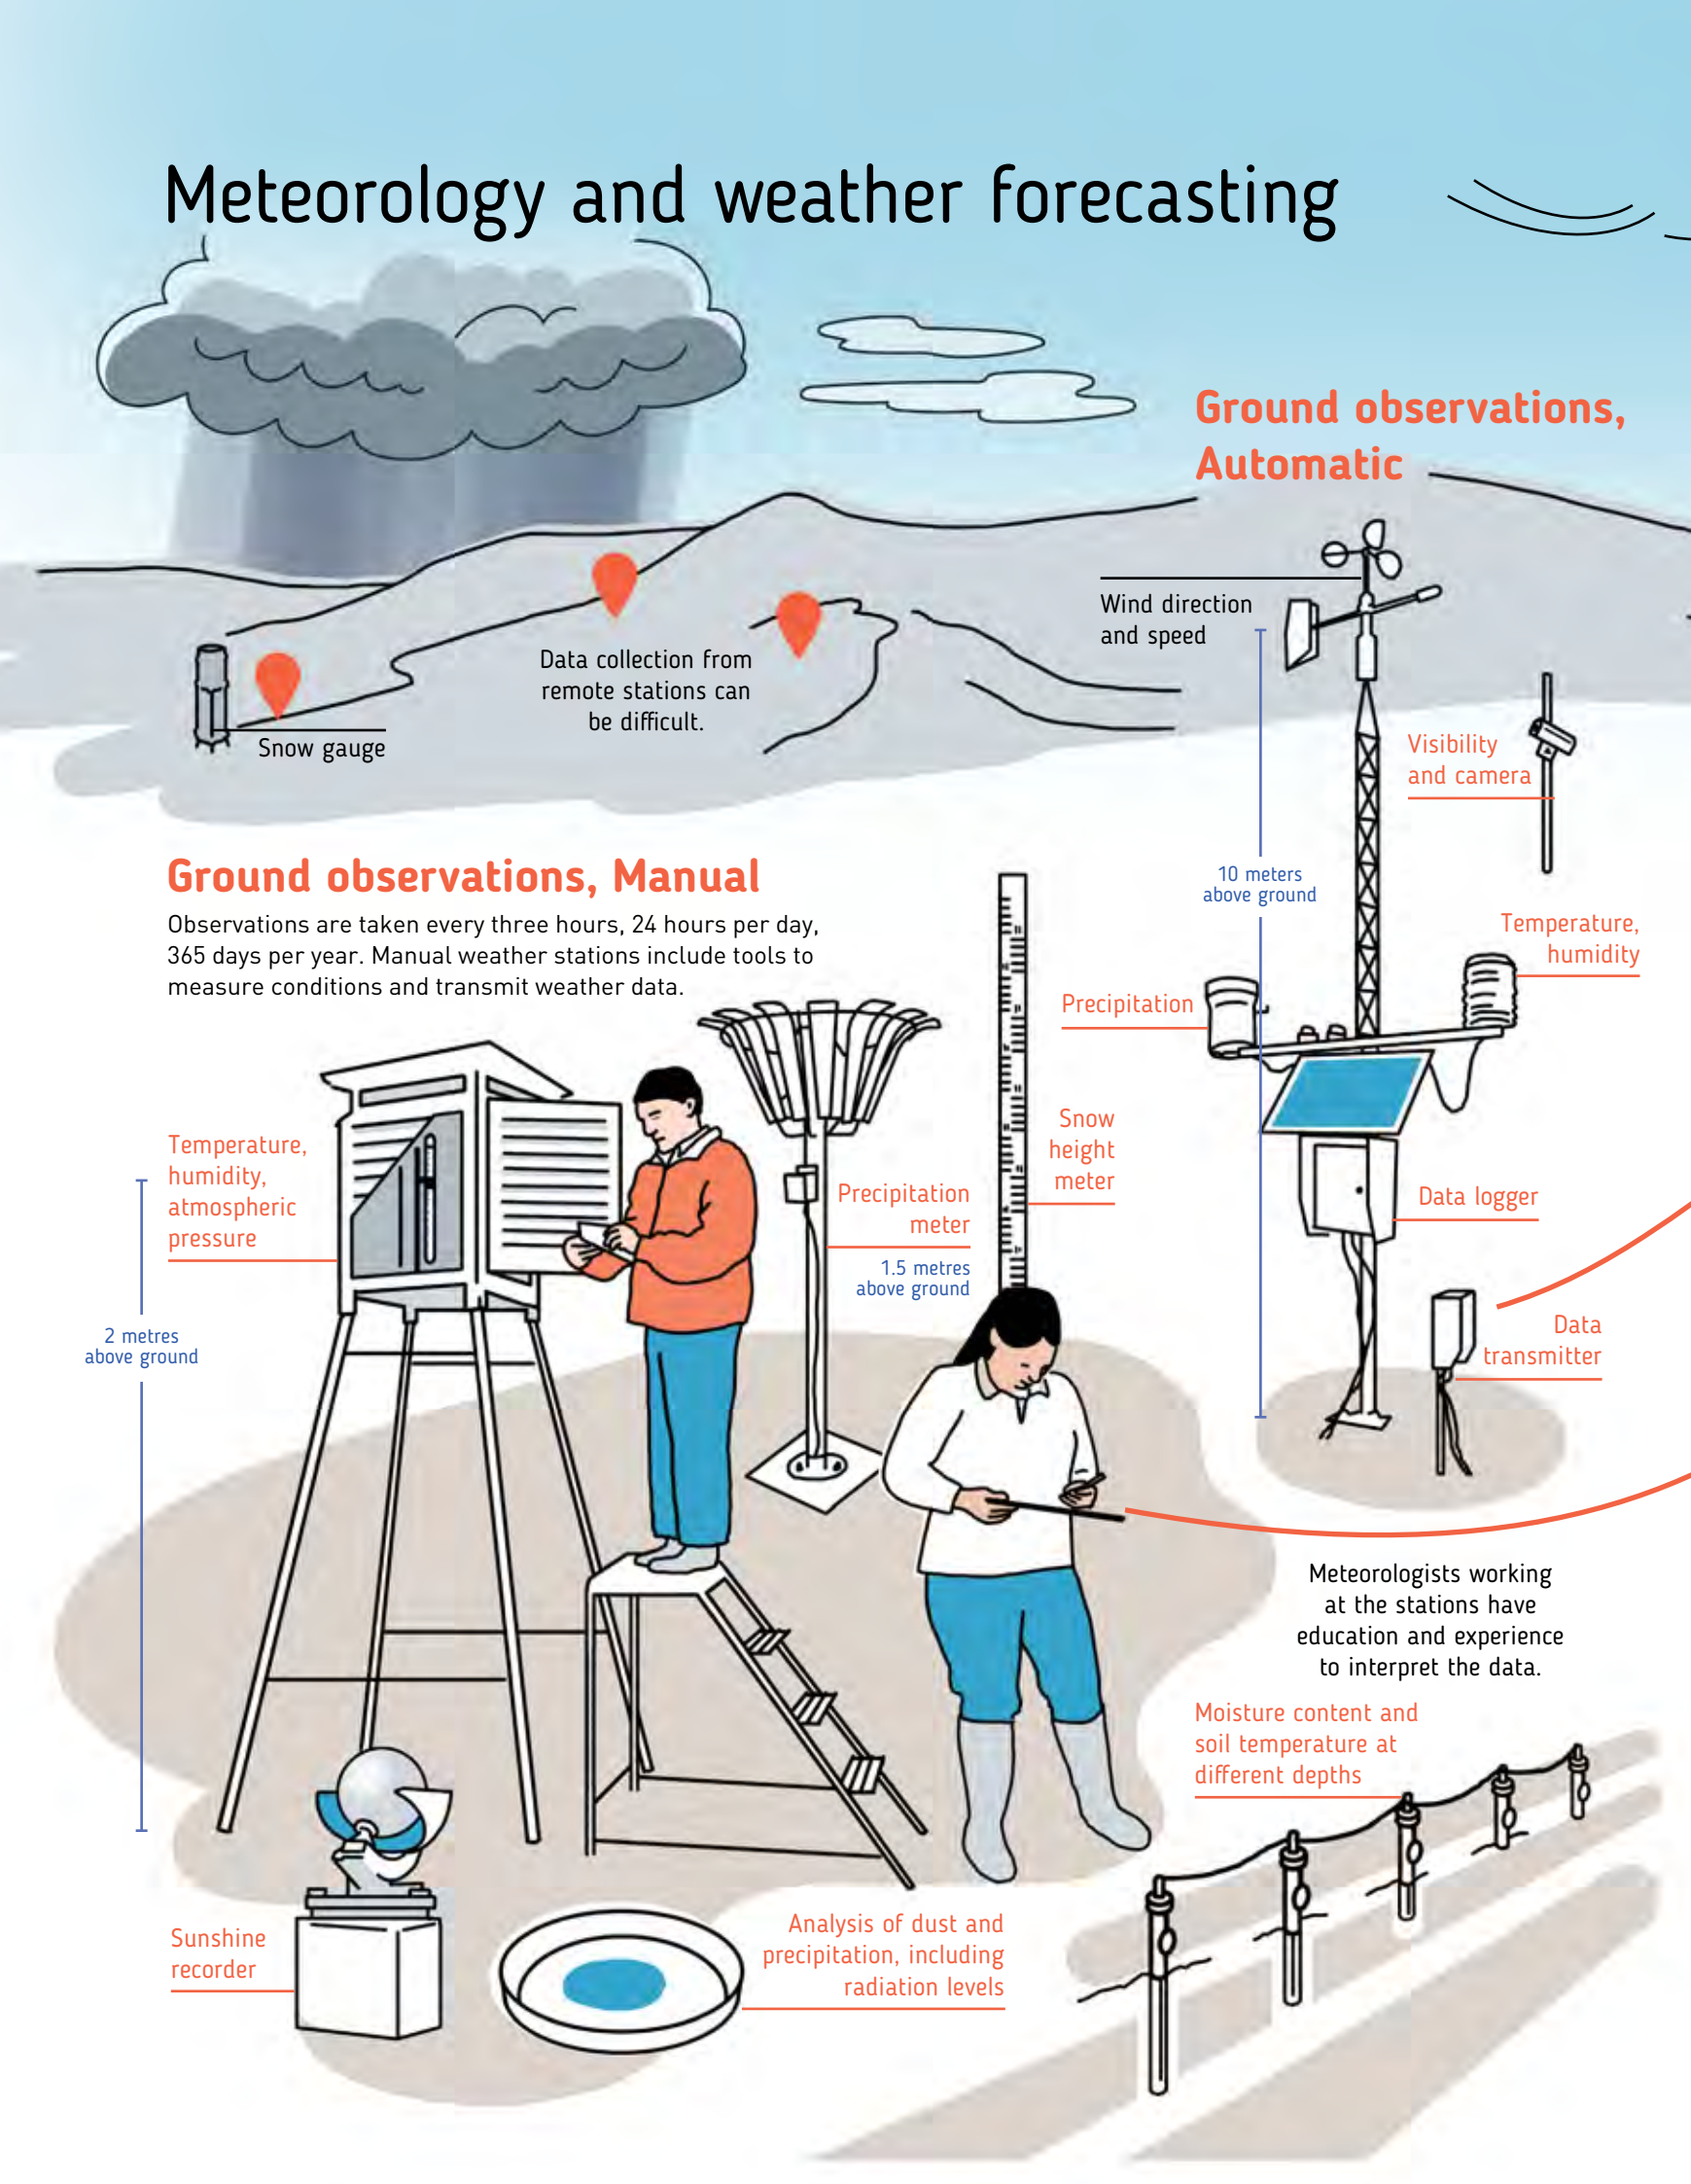 Meteorology and weather forecasting
Ground observations,
Automatic
Wind direction
and speed
Data collection from
remote stations can
be difficult.
Snow gauge
Visibility
and camera
10 meters
above ground
Temperature,
humidity
Precipitation
Data logger
Data
transmitter
Ground observations, Manual
Observations are taken every three hours, 24 hours per day,
365 days per year. Manual weather stations include tools to
measure conditions and transmit weather data.
Temperature,
humidity,
atmospheric
pressure
2 metres
above ground
Precipitation
meter
1.5 metres
above ground
Snow
height
meter
Meteorologists working
at the stations have
education and experience
to interpret the data.
Moisture content and
soil temperature at
different depths
Sunshine
recorder
Analysis of dust and
precipitation, including
radiation levels